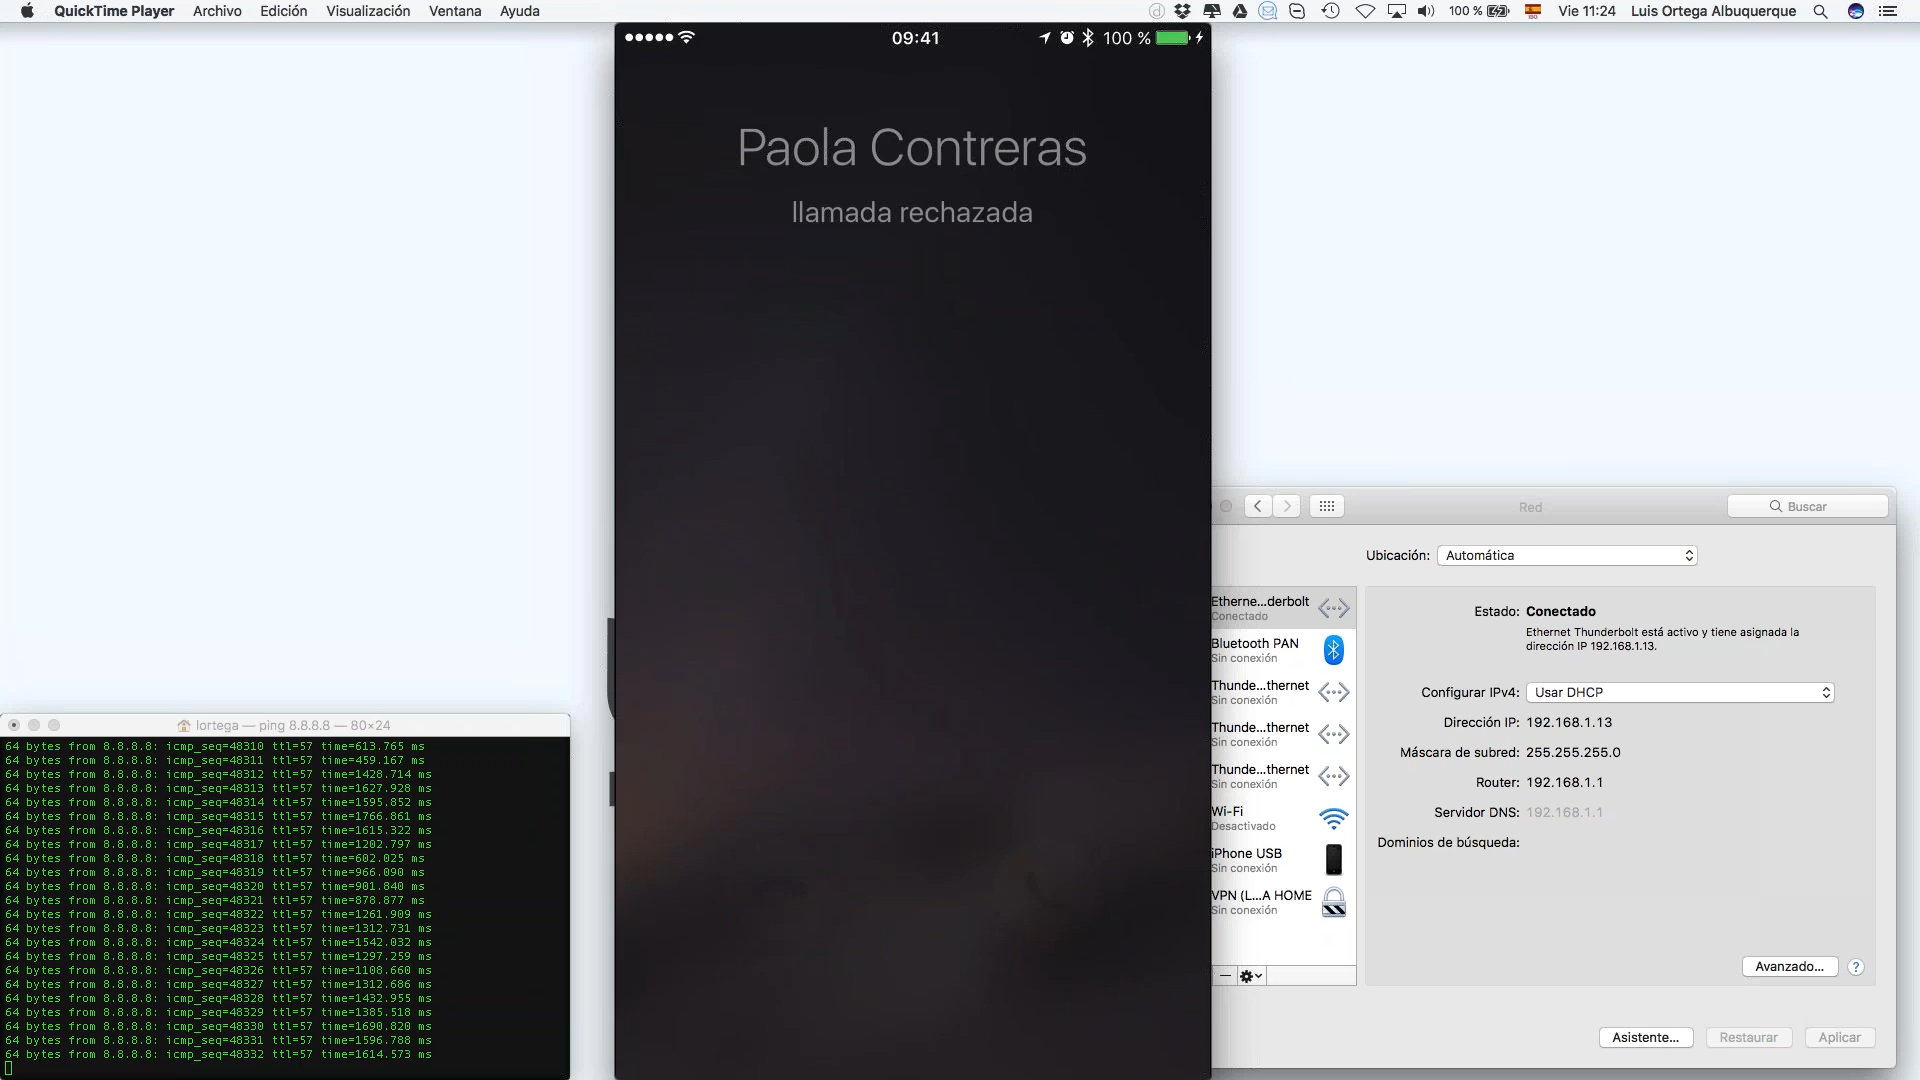 QuickTime Player Archivo Edición Visualización Ventana Ayuda 100 % ISO Vie 11:24 Luis Ortega Albuquerque
09:41 100 %
Paola Contreras
llamada rechazada
lortega — ping 8.8.8.8 — 80×24
64 bytes from 8.8.8.8: icmp_seq=48310 ttl=57 time=613.765 ms
64 bytes from 8.8.8.8: icmp_seq=48311 ttl=57 time=459.167 ms
64 bytes from 8.8.8.8: icmp_seq=48312 ttl=57 time=1428.714 ms
64 bytes from 8.8.8.8: icmp_seq=48313 ttl=57 time=1627.928 ms
64 bytes from 8.8.8.8: icmp_seq=48314 ttl=57 time=1595.852 ms
64 bytes from 8.8.8.8: icmp_seq=48315 ttl=57 time=1766.861 ms
64 bytes from 8.8.8.8: icmp_seq=48316 ttl=57 time=1615.322 ms
64 bytes from 8.8.8.8: icmp_seq=48317 ttl=57 time=1202.797 ms
64 bytes from 8.8.8.8: icmp_seq=48318 ttl=57 time=602.025 ms
64 bytes from 8.8.8.8: icmp_seq=48319 ttl=57 time=966.090 ms
64 bytes from 8.8.8.8: icmp_seq=48320 ttl=57 time=901.840 ms
64 bytes from 8.8.8.8: icmp_seq=48321 ttl=57 time=878.877 ms
64 bytes from 8.8.8.8: icmp_seq=48322 ttl=57 time=1261.909 ms
64 bytes from 8.8.8.8: icmp_seq=48323 ttl=57 time=1312.731 ms
64 bytes from 8.8.8.8: icmp_seq=48324 ttl=57 time=1542.032 ms
64 bytes from 8.8.8.8: icmp_seq=48325 ttl=57 time=1297.259 ms
64 bytes from 8.8.8.8: icmp_seq=48326 ttl=57 time=1108.660 ms
64 bytes from 8.8.8.8: icmp_seq=48327 ttl=57 time=1312.686 ms
64 bytes from 8.8.8.8: icmp_seq=48328 ttl=57 time=1432.955 ms
64 bytes from 8.8.8.8: icmp_seq=48329 ttl=57 time=1385.518 ms
64 bytes from 8.8.8.8: icmp_seq=48330 ttl=57 time=1690.820 ms
64 bytes from 8.8.8.8: icmp_seq=48331 ttl=57 time=1596.788 ms
64 bytes from 8.8.8.8: icmp_seq=48332 ttl=57 time=1614.573 ms
Red
Buscar
Ubicación: Automática
Etherne...derbolt
Conectado
Bluetooth PAN
Sin conexión
Thunde...thernet
Sin conexión
Thunde...thernet
Sin conexión
Thunde...thernet
Sin conexión
Wi-Fi
Desactivado
iPhone USB
Sin conexión
VPN (L...A HOME
Sin conexión
Estado: Conectado
Ethernet Thunderbolt está activo y tiene asignada la
dirección IP 192.168.1.13.
Configurar IPv4: Usar DHCP
Dirección IP: 192.168.1.13
Máscara de subred: 255.255.255.0
Router: 192.168.1.1
Servidor DNS: 192.168.1.1
Dominios de búsqueda:
Avanzado... ?
Asistente... Restaurar Aplicar